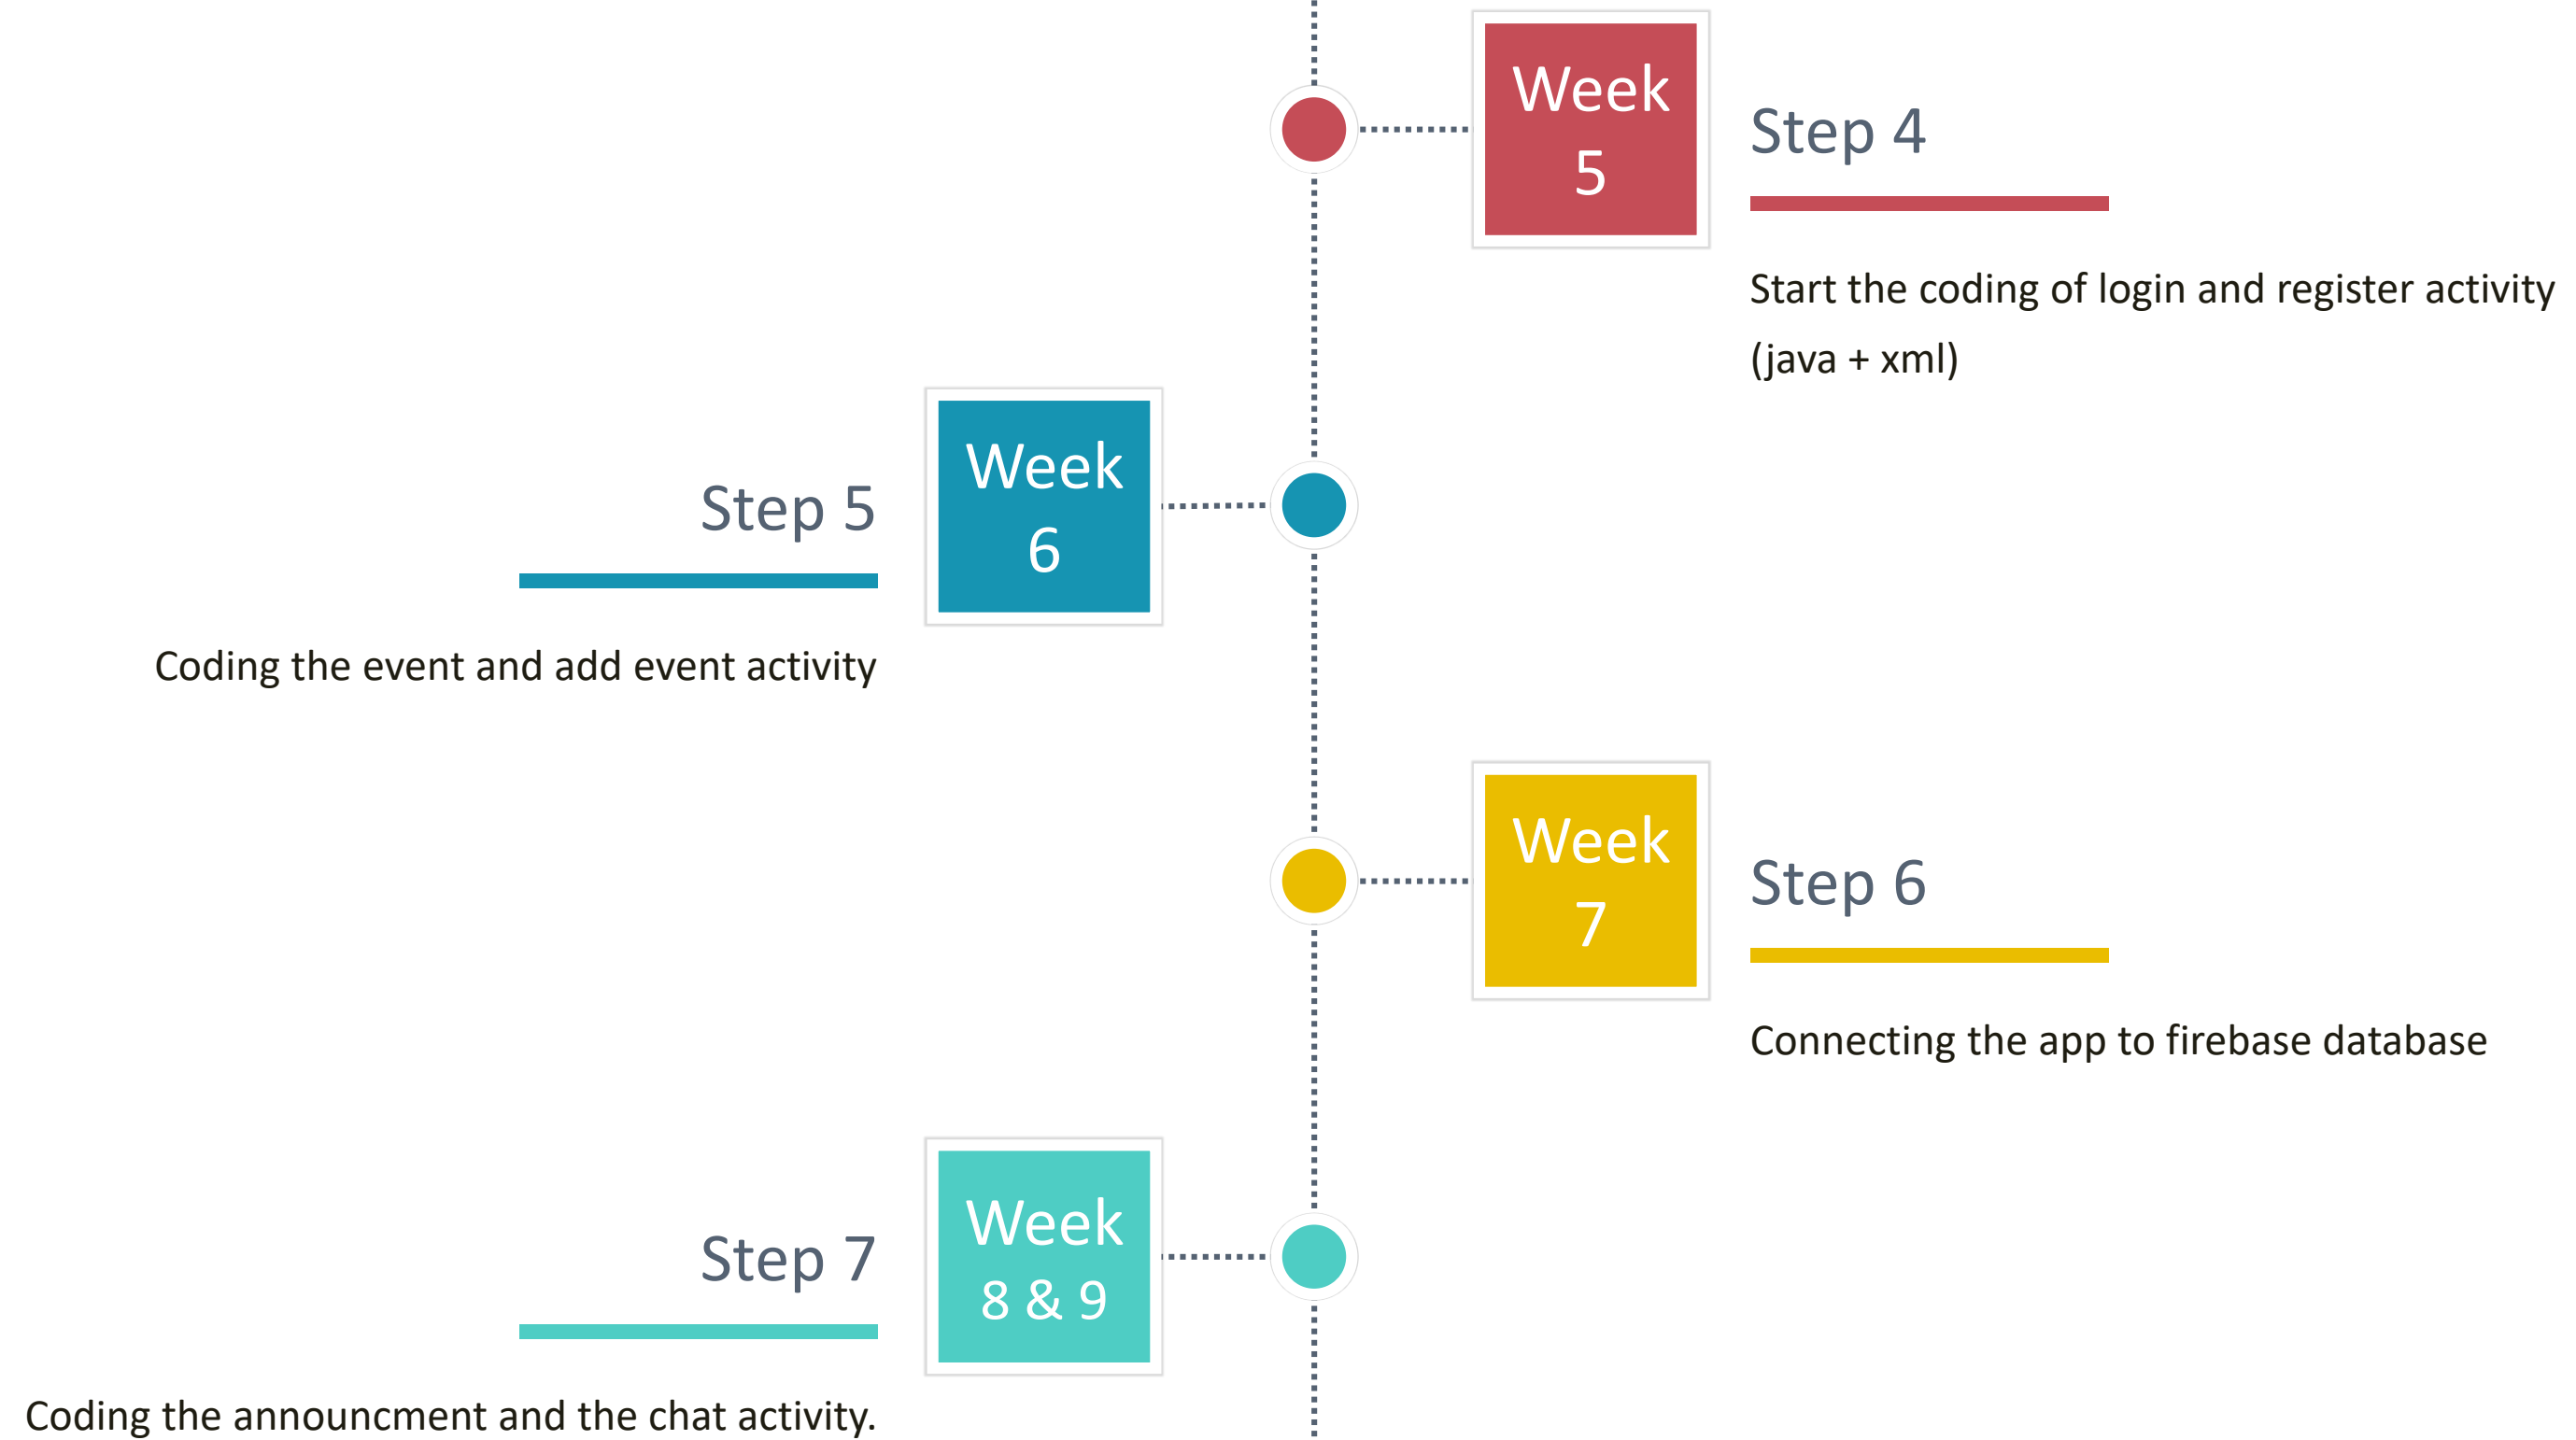 Week
5
Step 4
Start the coding of login and register activity
(java + xml)
Week
6
Step 5
Coding the event and add event activity
Week
7
Step 6
Connecting the app to firebase database
Week
8 & 9
Step 7
Coding the announcment and the chat activity.